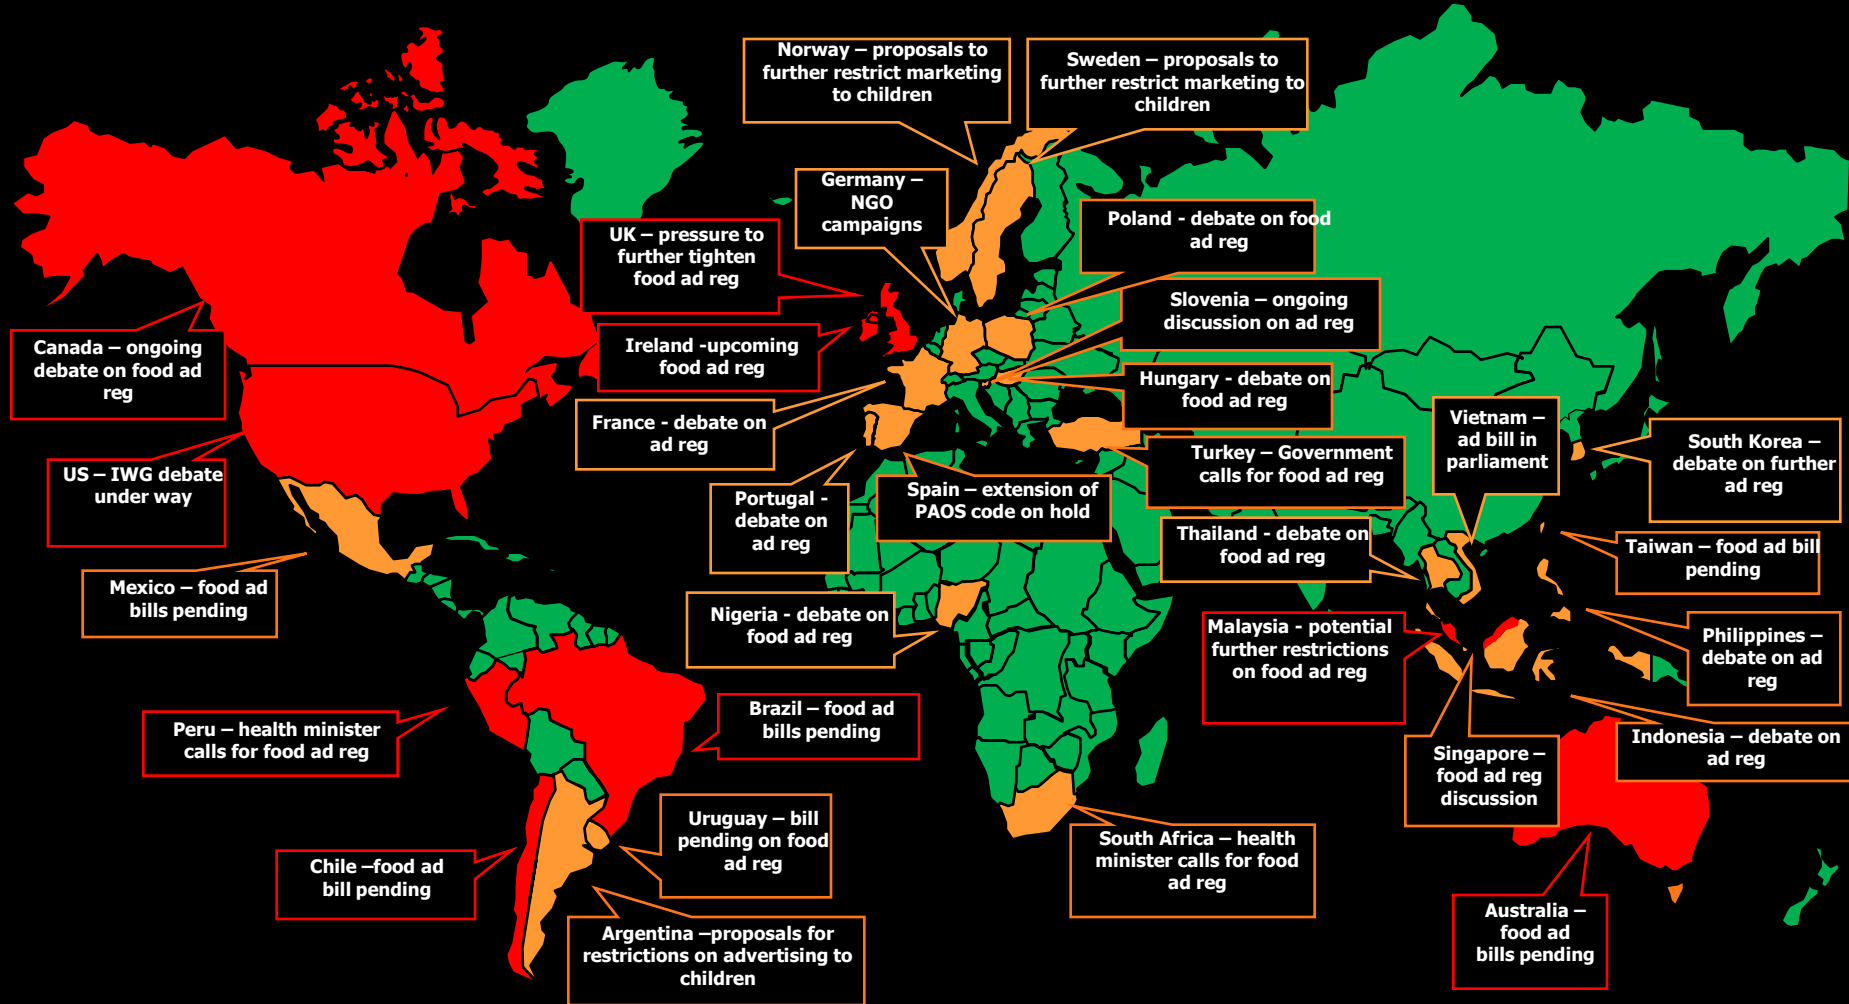 Norway – proposals to
further restrict marketing
to children
Sweden – proposals to
further restrict marketing to
children
Germany –
NGO
campaigns
Poland - debate on food
ad reg
UK – pressure to
further tighten
food ad reg
Slovenia – ongoing
discussion on ad reg
Canada – ongoing
debate on food ad
reg
Ireland -upcoming
food ad reg
Hungary - debate on
food ad reg
France - debate on
ad reg
Vietnam –
ad bill in
parliament
South Korea –
debate on further
ad reg
US – IWG debate
under way
Turkey – Government
calls for food ad reg
Portugal -
debate on
ad reg
Spain – extension of
PAOS code on hold
Thailand - debate on
food ad reg
Taiwan – food ad bill
pending
Mexico – food ad
bills pending
Nigeria - debate on
food ad reg
Malaysia - potential
further restrictions
on food ad reg
Philippines –
debate on ad
reg
Peru – health minister
calls for food ad reg
Brazil – food ad
bills pending
Singapore –
food ad reg
discussion
Indonesia – debate on
ad reg
Uruguay – bill
pending on food
ad reg
South Africa – health
minister calls for food
ad reg
Chile –food ad
bill pending
Argentina –proposals for
restrictions on advertising to
children
Australia –
food ad
bills pending